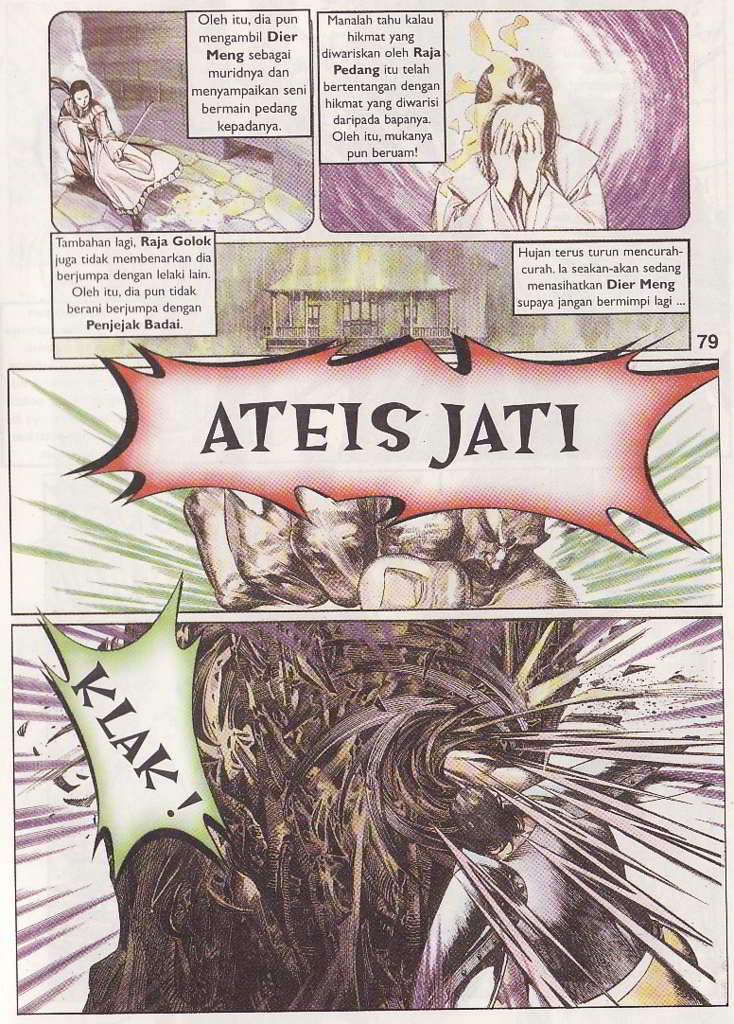 Oleh itu, dia pun
mengambil Dier
Meng sebagai
muridnya dan
menyampaikan seni
bermain pedang
kepadanya.
Manalah tahu kalau
hikmat yang
diwariskan oleh Raja
Pedang itu telah
bertentangan dengan
hikmat yang diwarisi
daripada bapanya.
Oleh itu, mukanya
pun beruam!
Tambahan lagi, Raja Golok
juga tidak membenarkan dia
berjumpa dengan lelaki lain.
Oleh itu, dia pun tidak
berani berjumpa dengan
Penjejak Badai.
Hujan terus turun mencurah-
curah. Ia seakan-akan sedang
menasihatkan Dier Meng
supaya jangan bermimpi lagi ...
79
ATEIS JATI
KLAK!